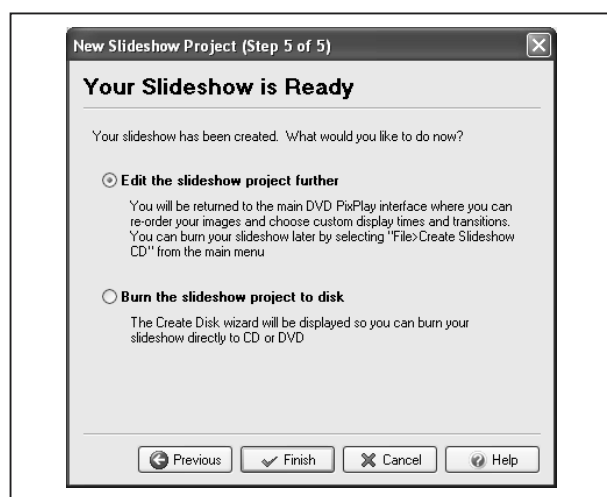 New Slideshow Project (Step 5 of 5)
Your Slideshow is Ready
Your slideshow has been created. What would you like to do now?
Edit the slideshow project further
You will be returned to the main DVD PixPlay interface where you can
re-order your images and choose custom display times and transitions.
You can burn your slideshow later by selecting "File>Create Slideshow
CD" from the main menu
Burn the slideshow project to disk
The Create Disk wizard will be displayed so you can burn your
slideshow directly to CD or DVD
Previous Finish Cancel Help